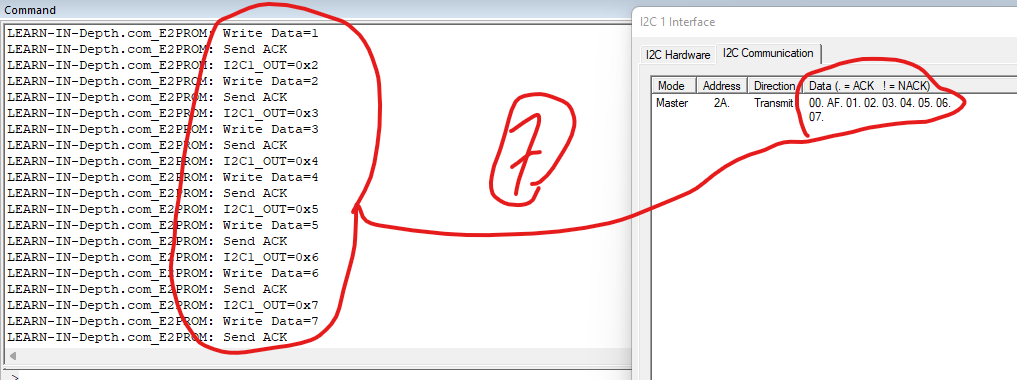 Command
LEARN-IN-Depth.com_E2PROM: Write Data=1
LEARN-IN-Depth.com_E2PROM: Send ACK
LEARN-IN-Depth.com_E2PROM: I2C1_OUT=0x2
LEARN-IN-Depth.com_E2PROM: Write Data=2
LEARN-IN-Depth.com_E2PROM: Send ACK
LEARN-IN-Depth.com_E2PROM: I2C1_OUT=0x3
LEARN-IN-Depth.com_E2PROM: Write Data=3
LEARN-IN-Depth.com_E2PROM: Send ACK
LEARN-IN-Depth.com_E2PROM: I2C1_OUT=0x4
LEARN-IN-Depth.com_E2PROM: Write Data=4
LEARN-IN-Depth.com_E2PROM: Send ACK
LEARN-IN-Depth.com_E2PROM: I2C1_OUT=0x5
LEARN-IN-Depth.com_E2PROM: Write Data=5
LEARN-IN-Depth.com_E2PROM: Send ACK
LEARN-IN-Depth.com_E2PROM: I2C1_OUT=0x6
LEARN-IN-Depth.com_E2PROM: Write Data=6
LEARN-IN-Depth.com_E2PROM: Send ACK
LEARN-IN-Depth.com_E2PROM: I2C1_OUT=0x7
LEARN-IN-Depth.com_E2PROM: Write Data=7
LEARN-IN-Depth.com_E2PROM: Send ACK
>
7
I2C 1 Interface
I2C Hardware I2C Communication
Mode Address Direction Data (. = ACK ! = NACK)
Master 2A. Transmit 00. AF. 01. 02. 03. 04. 05. 06.
07.